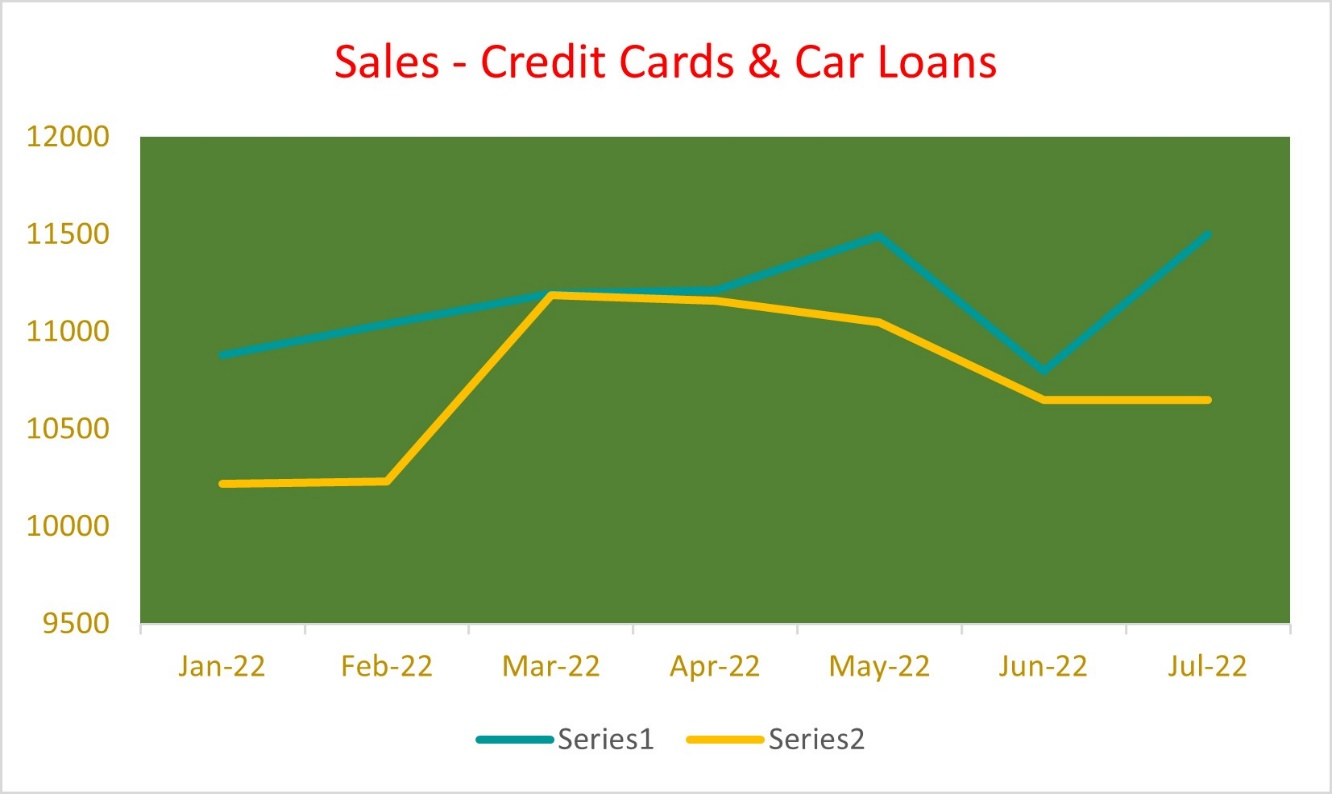 Sales - Credit Cards & Car Loans
12000
11500
11000
10500
10000
9500
Jan-22 Feb-22 Mar-22 Apr-22 May-22 Jun-22 Jul-22
Series1 Series2